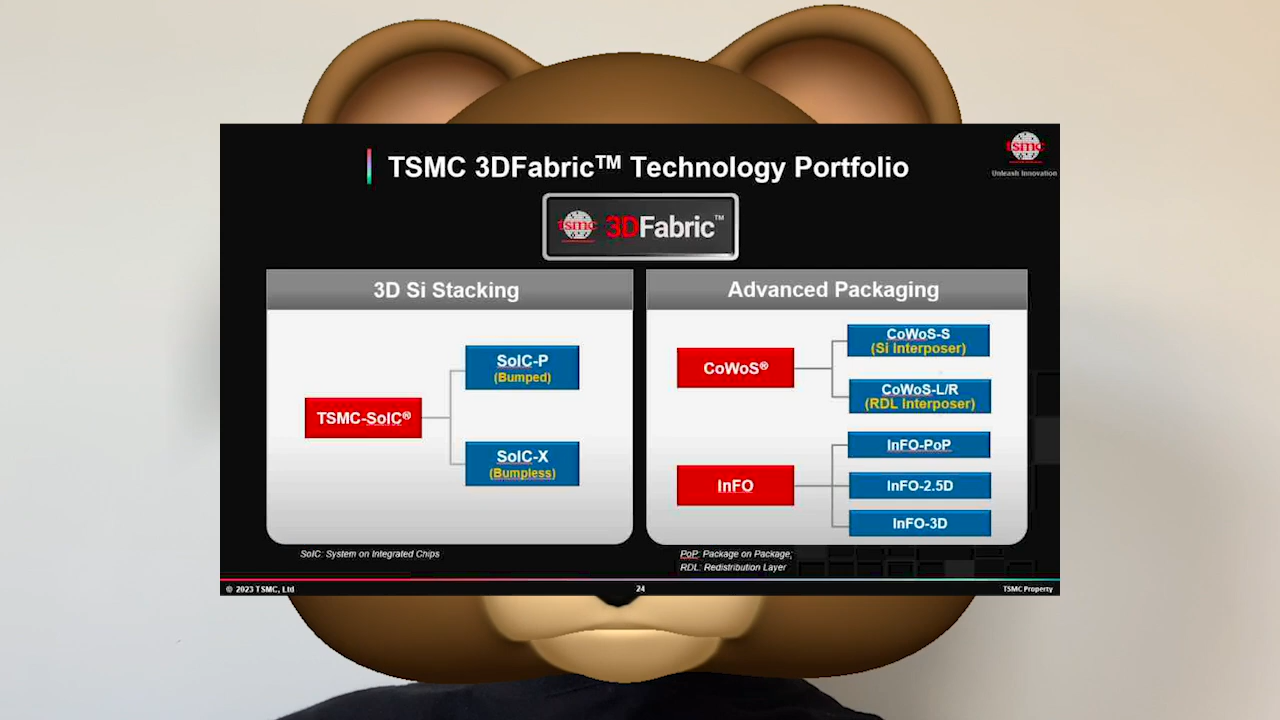 TSMC 3DFabric™ Technology Portfolio
tsmc
Unleash Innovation
tsmc 3DFabric™
3D Si Stacking
TSMC-SoIC®
SoIC-P
(Bumped)
SoIC-X
(Bumpless)
Advanced Packaging
CoWoS®
CoWoS-S
(Si Interposer)
CoWoS-L/R
(RDL Interposer)
InFO
InFO-PoP
InFO-2.5D
InFO-3D
SoIC: System on Integrated Chips
PoP: Package on Package,
RDL: Redistribution Layer
© 2023 TSMC, Ltd
24
TSMC Property